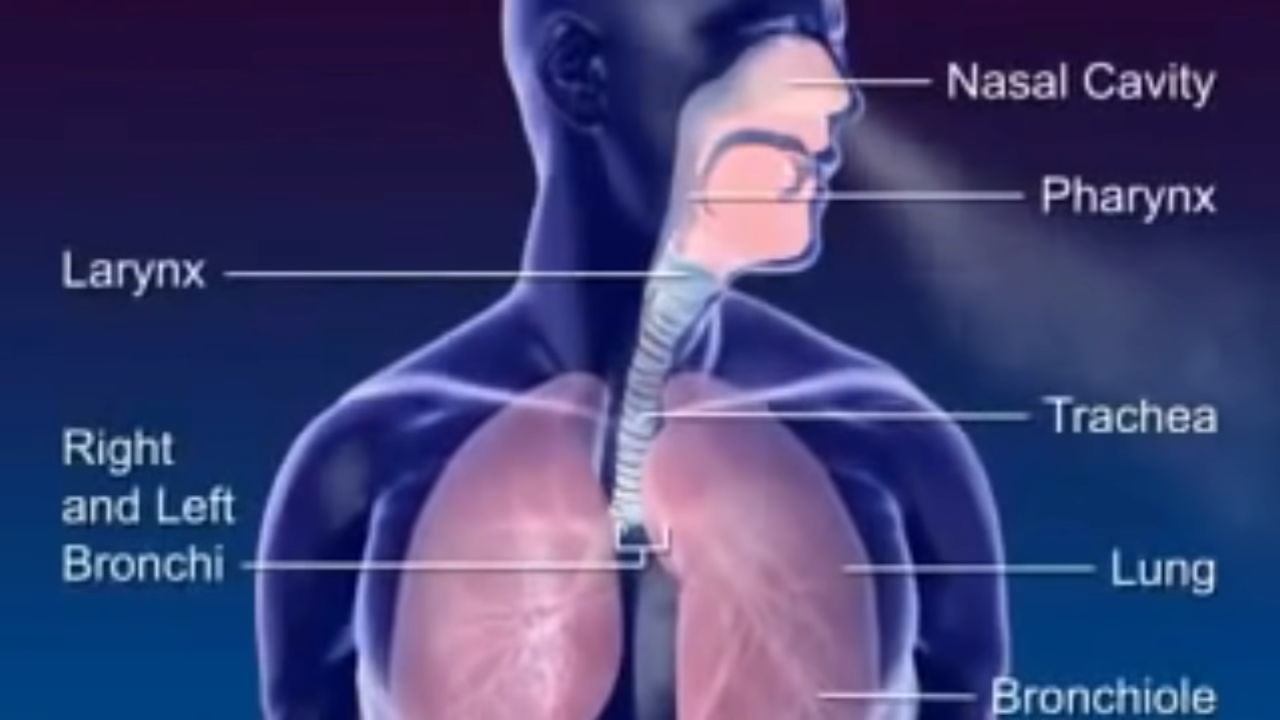 Nasal Cavity
Pharynx
Larynx
Trachea
Right
and Left
Bronchi
Lung
Bronchiole